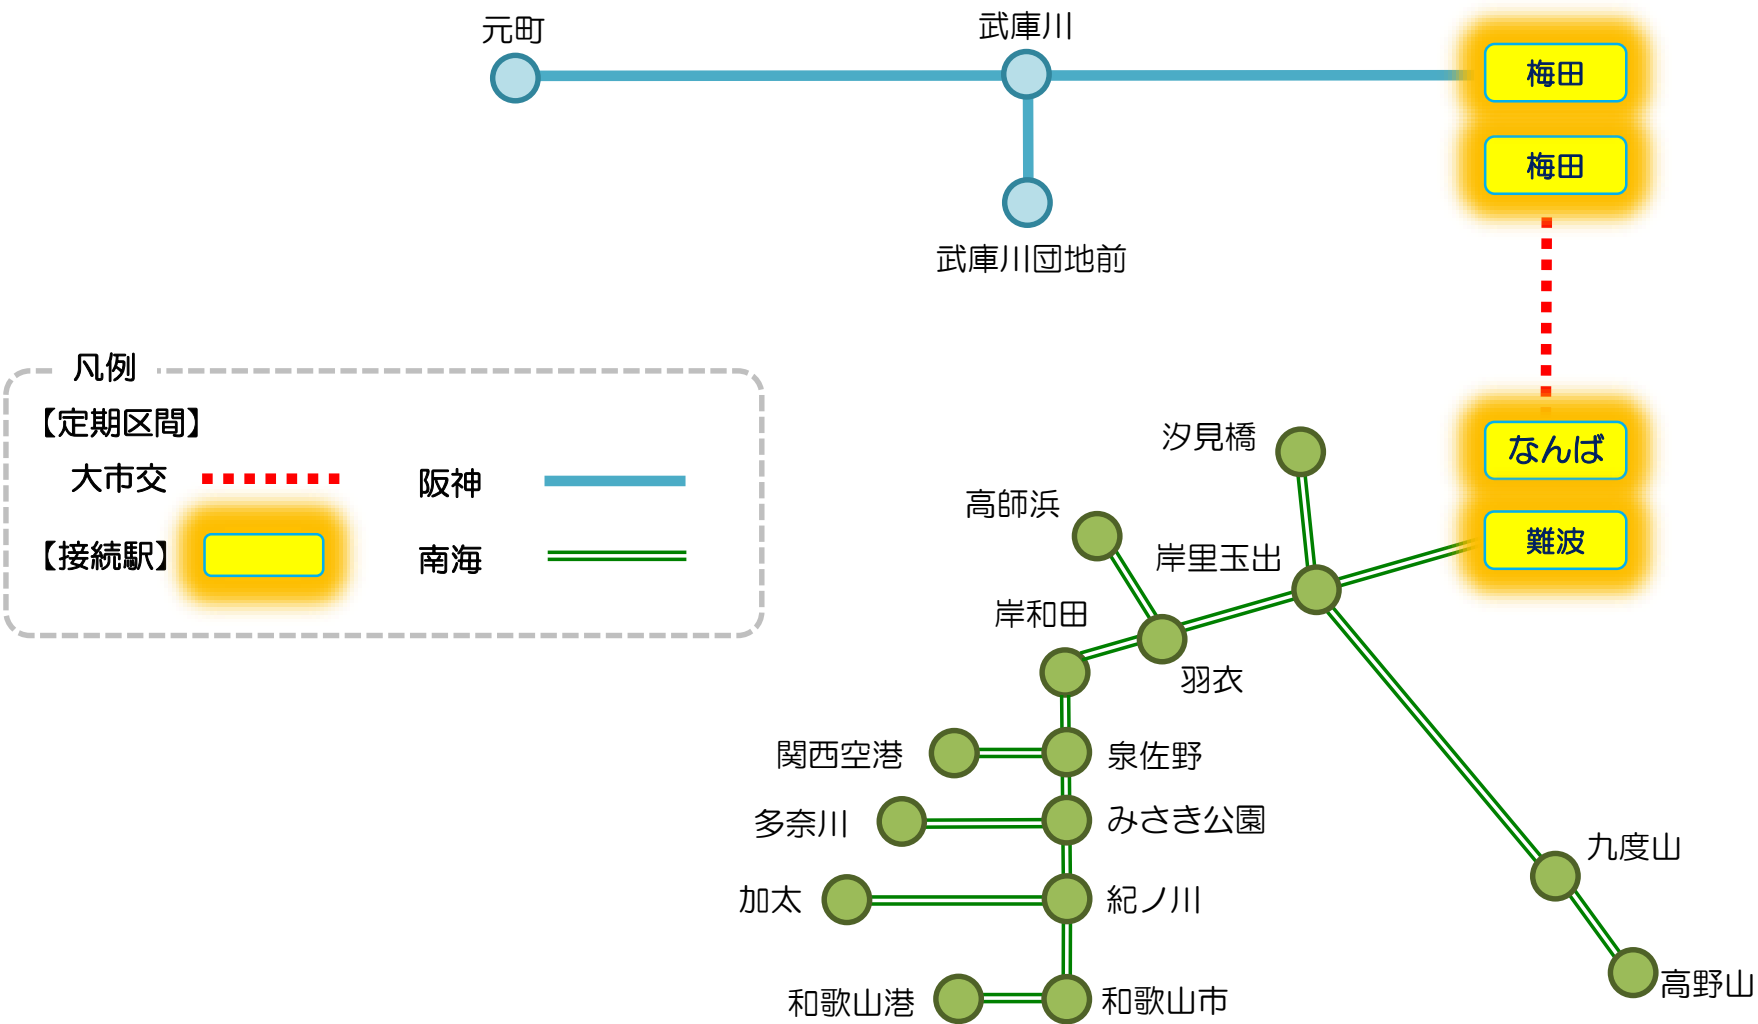 元町
武庫川
梅田
梅田
武庫川団地前
凡例
【定期区間】
大市交
阪神
【接続駅】
南海
なんば
難波
汐見橋
高師浜
岸里玉出
岸和田
羽衣
関西空港
泉佐野
多奈川
みさき公園
九度山
加太
紀ノ川
高野山
和歌山港
和歌山市